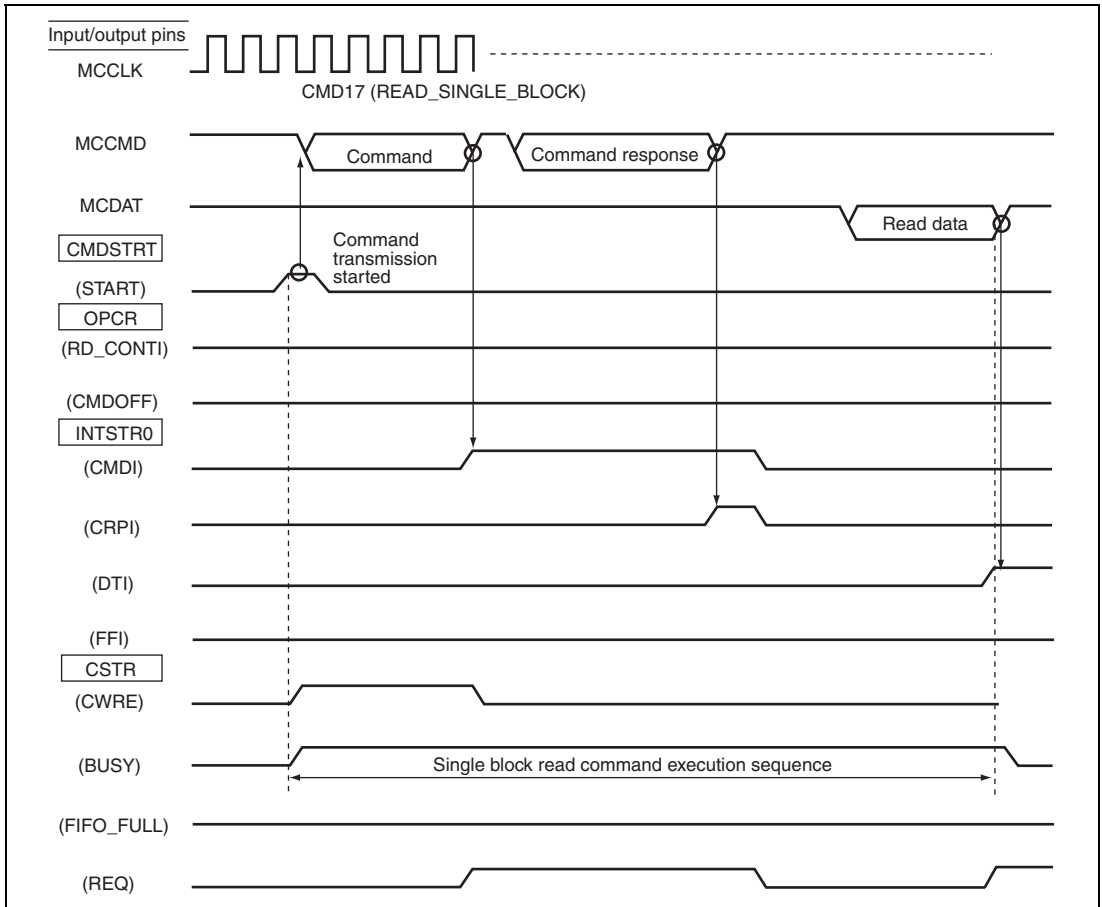 Input/output pins
MCCLK
CMD17 (READ_SINGLE_BLOCK)
MCCMD
Command
Command response
MCDAT
Read data
CMDSTRT
Command
transmission
started
(START)
OPCR
(RD_CONTI)
(CMDOFF)
INTSTR0
(CMDI)
(CRPI)
(DTI)
(FFI)
CSTR
(CWRE)
(BUSY)
Single block read command execution sequence
(FIFO_FULL)
(REQ)